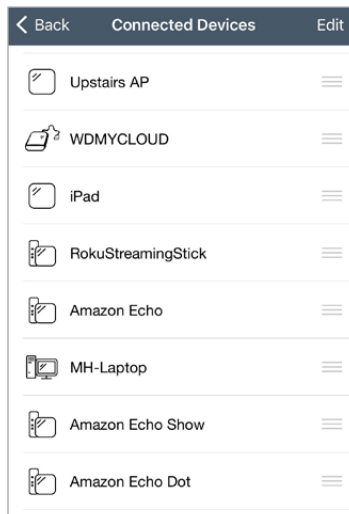 Back Connected Devices Edit
Upstairs AP
WDMYCLOUD
iPad
RokuStreamingStick
Amazon Echo
MH-Laptop
Amazon Echo Show
Amazon Echo Dot